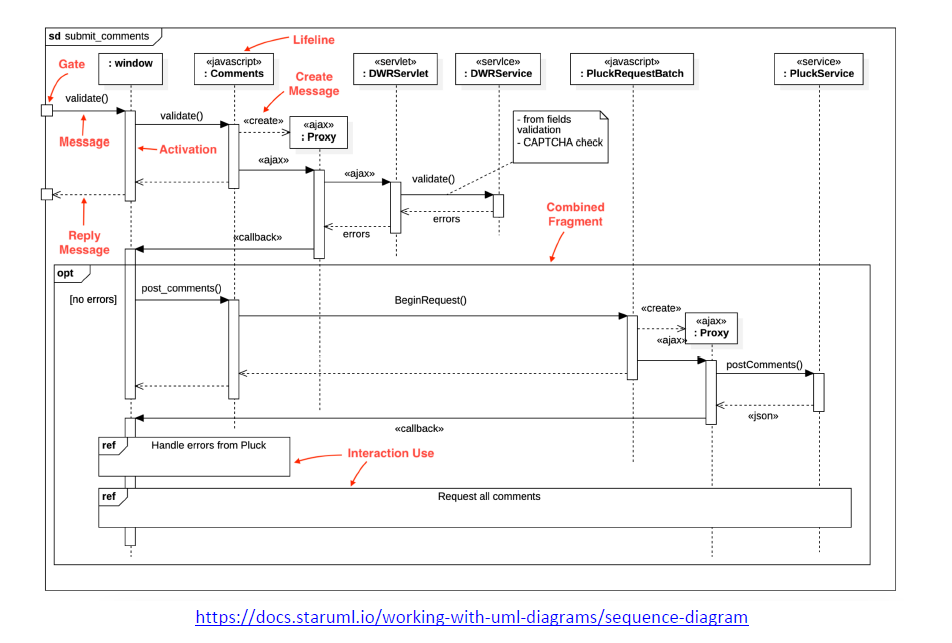 sd submit_comments
Lifeline
Gate
: window
«javascript»
: Comments
«servlet»
: DWRServlet
«service»
: DWRService
«javascript»
: PluckRequestBatch
«service»
: PluckService
Create
Message
validate()
validate()
«create»
«ajax»
: Proxy
- from fields
validation
- CAPTCHA check
Message
Activation
«ajax»
«ajax»
validate()
errors
errors
Reply
Message
«callback»
Combined
Fragment
opt
[no errors]
post_comments()
BeginRequest()
«create»
«ajax»
: Proxy
«ajax»
postComments()
«json»
«callback»
ref
Handle errors from Pluck
Interaction Use
ref
Request all comments
https://docs.staruml.io/working-with-uml-diagrams/sequence-diagram